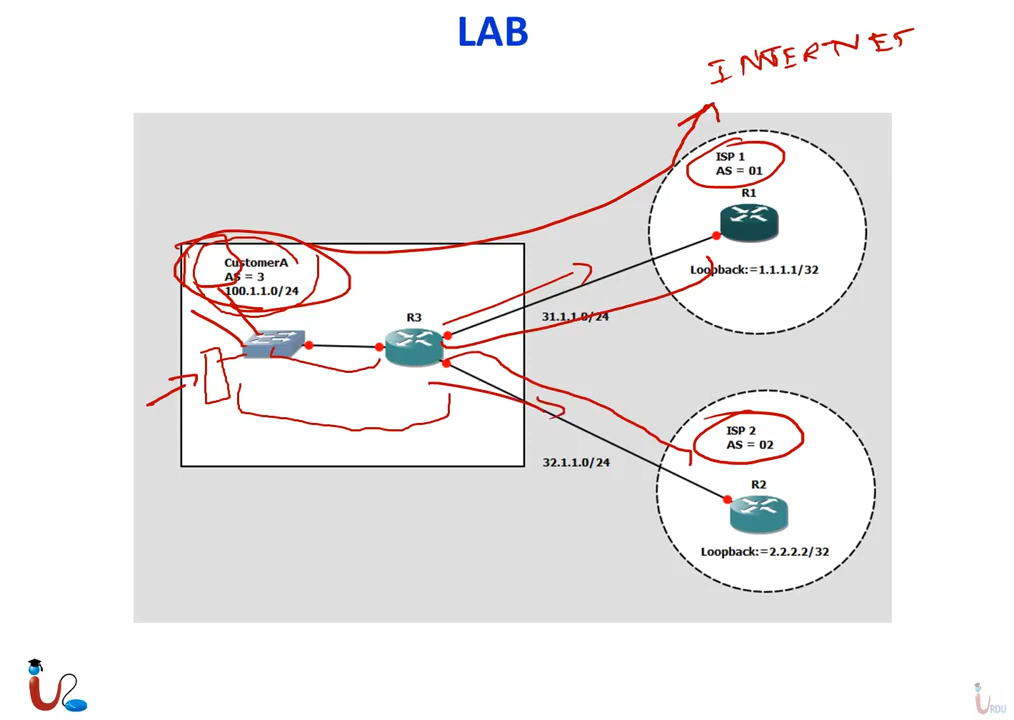 LAB
INTERNET
ISP 1
AS = 01
R1
Loopback:=1.1.1.1/32
CustomerA
AS = 3
100.1.1.0/24
R3
31.1.1.0/24
ISP 2
AS = 02
32.1.1.0/24
R2
Loopback:=2.2.2.2/32
URDU